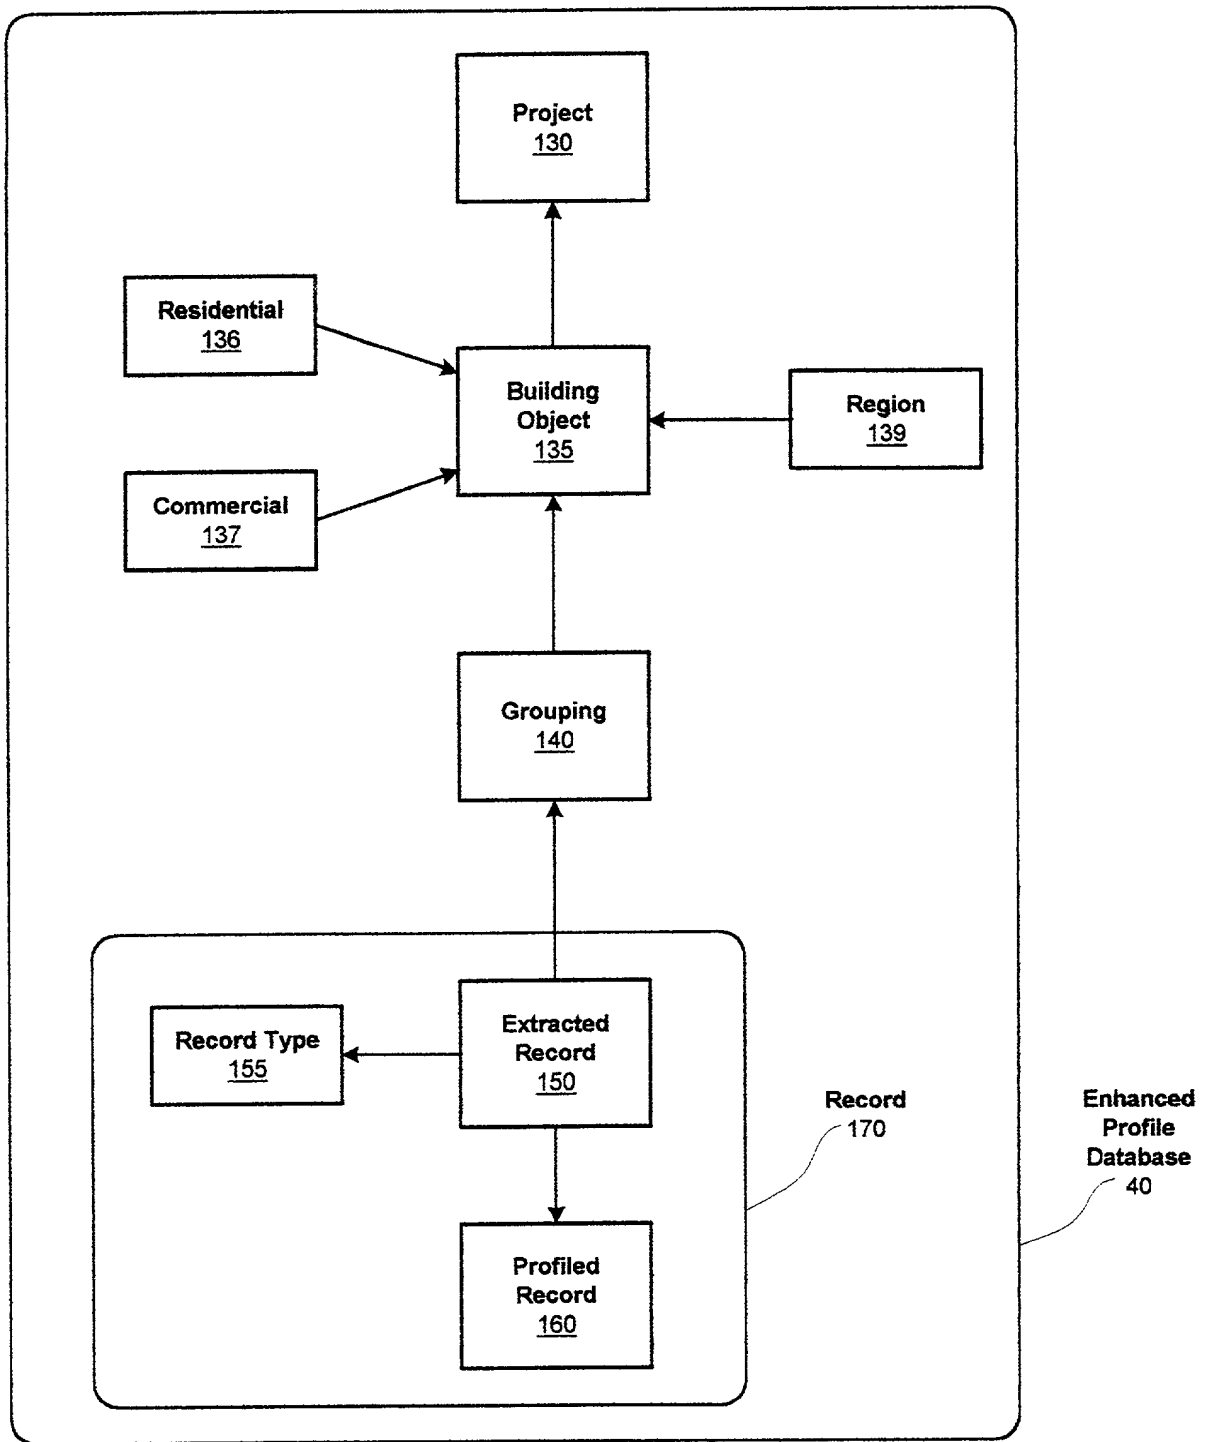 Project
130
Residential
136
Building
Object
135
Region
139
Commercial
137
Grouping
140
Extracted
Record
150
Record Type
155
Record
170
Enhanced
Profile
Database
40
Profiled
Record
160